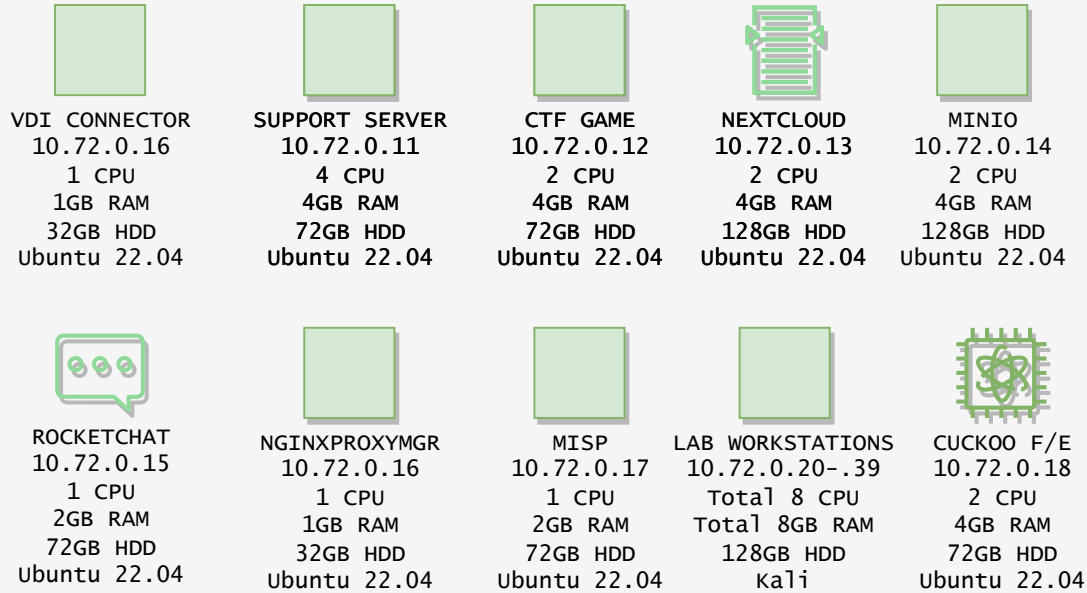 VDI CONNECTOR
10.72.0.16
1 CPU
1GB RAM
32GB HDD
Ubuntu 22.04
SUPPORT SERVER
10.72.0.11
4 CPU
4GB RAM
72GB HDD
Ubuntu 22.04
CTF GAME
10.72.0.12
2 CPU
4GB RAM
72GB HDD
Ubuntu 22.04
NEXTCLOUD
10.72.0.13
2 CPU
4GB RAM
128GB HDD
Ubuntu 22.04
MINIO
10.72.0.14
2 CPU
4GB RAM
128GB HDD
Ubuntu 22.04
ROCKETCHAT
10.72.0.15
1 CPU
2GB RAM
72GB HDD
Ubuntu 22.04
NGINXPROXYMGR
10.72.0.16
1 CPU
1GB RAM
32GB HDD
Ubuntu 22.04
MISP
10.72.0.17
1 CPU
2GB RAM
72GB HDD
Ubuntu 22.04
LAB WORKSTATIONS
10.72.0.20-.39
Total 8 CPU
Total 8GB RAM
128GB HDD
Kali
CUCKOO F/E
10.72.0.18
2 CPU
4GB RAM
72GB HDD
Ubuntu 22.04